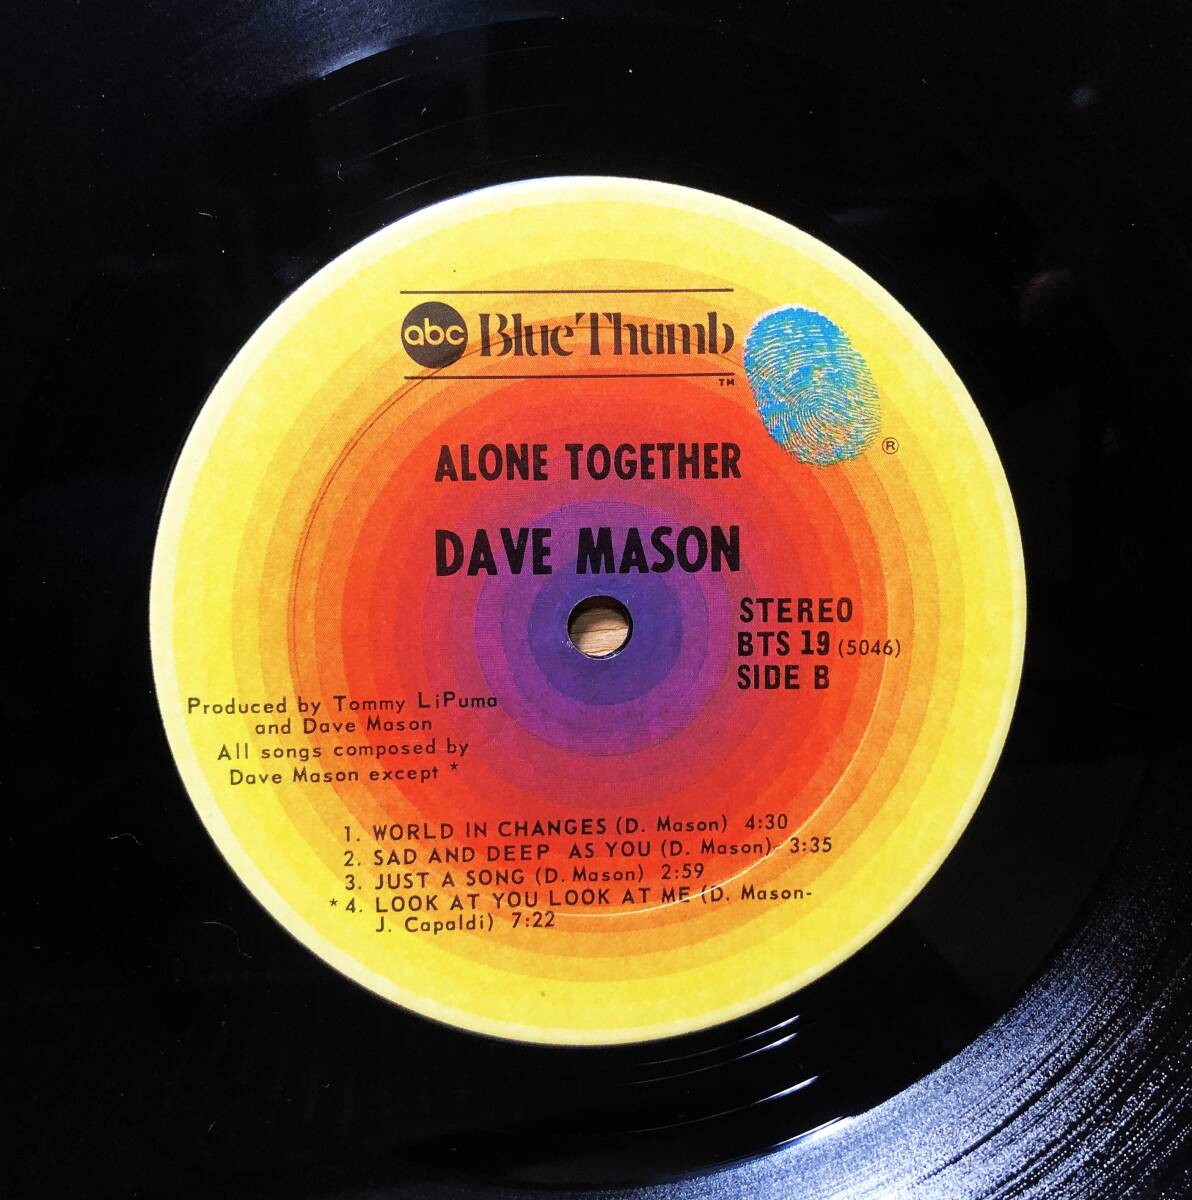 abc Blue Thumb
TM
®
ALONE TOGETHER
DAVE MASON
STEREO
BTS 19 (5046)
SIDE B
Produced by Tommy LiPuma
and Dave Mason
All songs composed by
Dave Mason except *
1. WORLD IN CHANGES (D. Mason) 4:30
2. SAD AND DEEP AS YOU (D. Mason) 3:35
3. JUST A SONG (D. Mason) 2:59
* 4. LOOK AT YOU LOOK AT ME (D. Mason-
J. Capaldi) 7:22